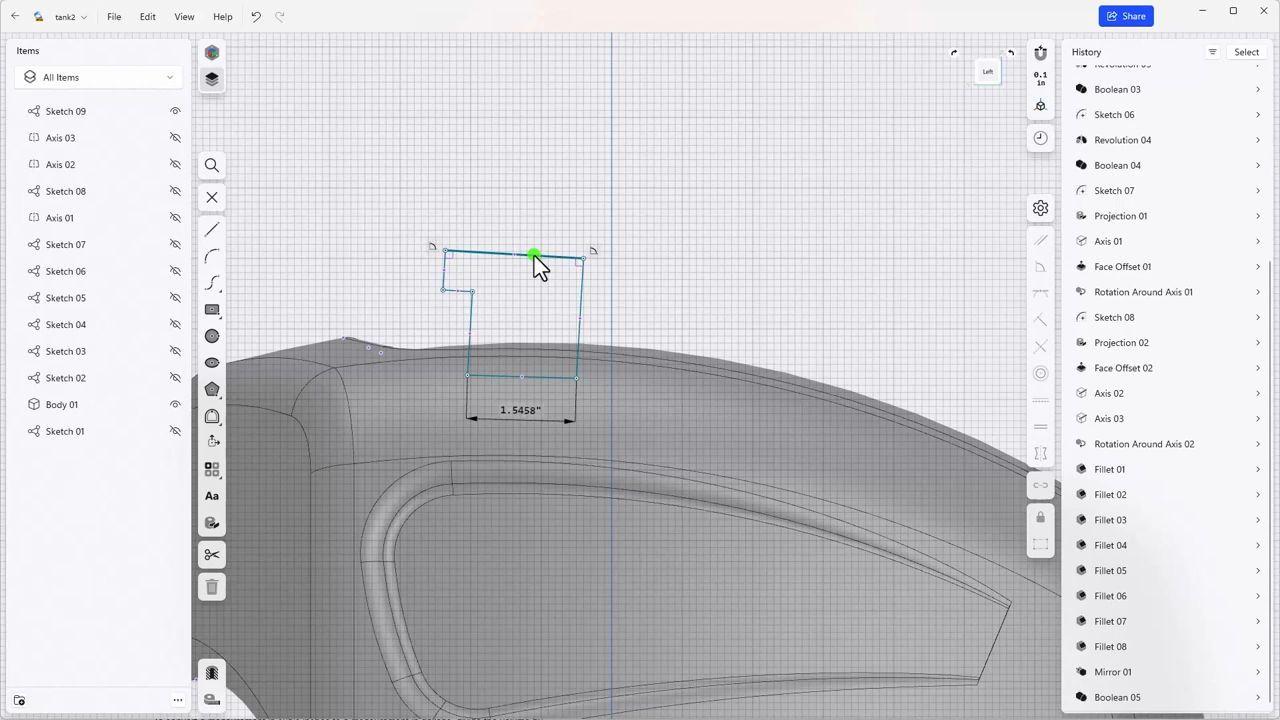 tank2
File
Edit
View
Help
Share
Items
All Items
Sketch 09
Axis 03
Axis 02
Sketch 08
Axis 01
Sketch 07
Sketch 06
Sketch 05
Sketch 04
Sketch 03
Sketch 02
Body 01
Sketch 01
Aa
1.5458"
Left
0.1
in
History
Select
Boolean 03
Sketch 06
Revolution 04
Boolean 04
Sketch 07
Projection 01
Axis 01
Face Offset 01
Rotation Around Axis 01
Sketch 08
Projection 02
Face Offset 02
Axis 02
Axis 03
Rotation Around Axis 02
Fillet 01
Fillet 02
Fillet 03
Fillet 04
Fillet 05
Fillet 06
Fillet 07
Fillet 08
Mirror 01
Boolean 05